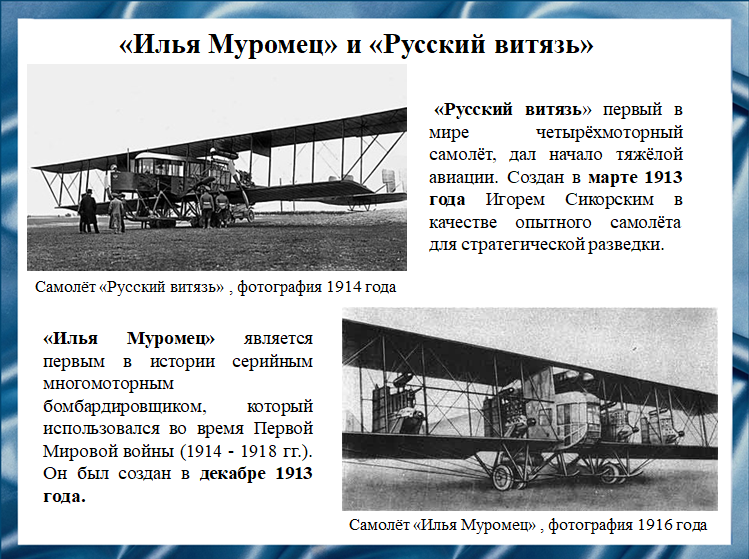 «Илья Муромец» и «Русский витязь»
«Русский витязь» первый в
мире четырёхмоторный
самолёт, дал начало тяжёлой
авиации. Создан в марте 1913
года Игорем Сикорским в
качестве опытного самолёта
для стратегической разведки.
Самолёт «Русский витязь» , фотография 1914 года
«Илья Муромец» является
первым в истории серийным
многомоторным
бомбардировщиком, который
использовался во время Первой
Мировой войны (1914 - 1918 гг.).
Он был создан в декабре 1913
года.
Самолёт «Илья Муромец» , фотография 1916 года